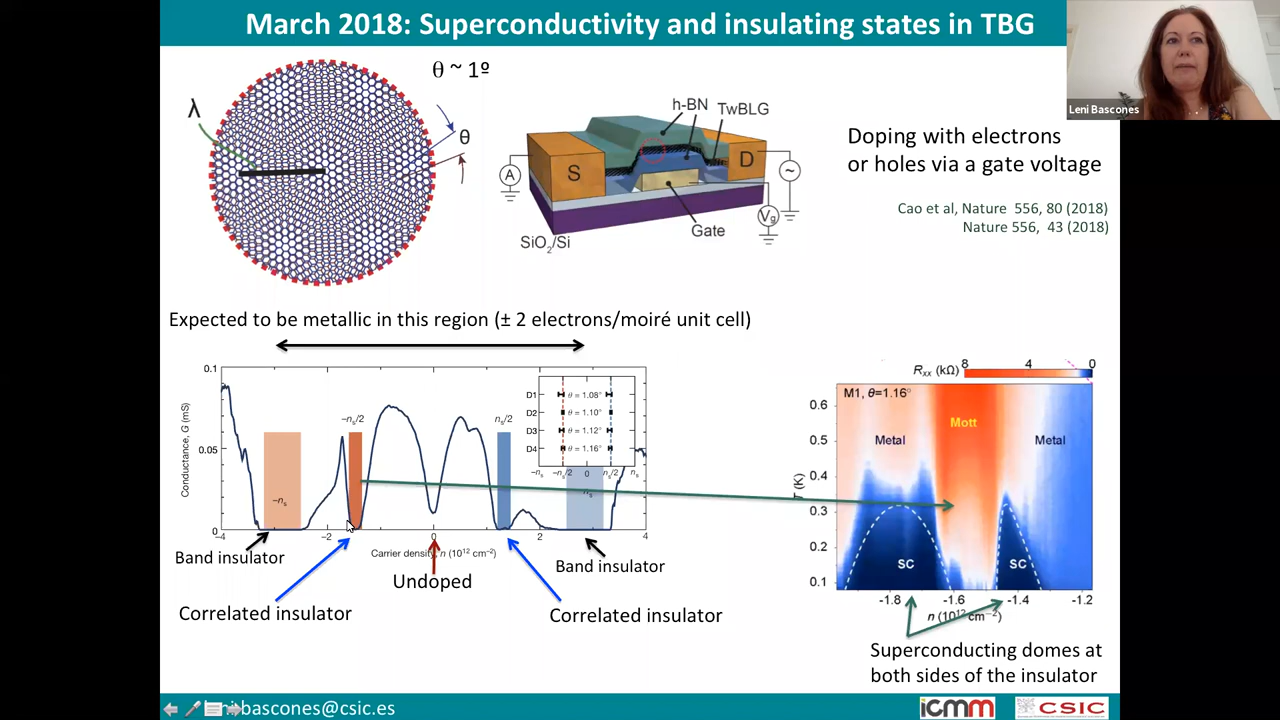 March 2018: Superconductivity and insulating states in TBG
Leni Bascones
θ ~ 1º
λ
θ
h-BN
TwBLG
S
D
A
~
Vg
Gate
SiO2/Si
Doping with electrons
or holes via a gate voltage
Cao et al, Nature 556, 80 (2018)
Nature 556, 43 (2018)
Expected to be metallic in this region (± 2 electrons/moiré unit cell)
0.1
0.05
0
Conductance, G (mS)
−ns
−ns/2
ns/2
ns
D1 θ = 1.08°
D2 θ = 1.10°
D3 θ = 1.12°
D4 θ = 1.16°
−ns −ns/2 0 ns/2 ns
−4 −2 0 2 4
Carrier density, n (10^12 cm−2)
Band insulator
Undoped
Band insulator
Correlated insulator
Correlated insulator
Rxx (kΩ)
8 4 0
M1, θ=1.16°
Mott
Metal
Metal
SC
SC
0.6
0.5
0.4
0.3
0.2
0.1
T (K)
-1.8 -1.6 -1.4 -1.2
n (10^12 cm−2)
Superconducting domes at
both sides of the insulator
leni.bascones@csic.es
icmm
CSIC